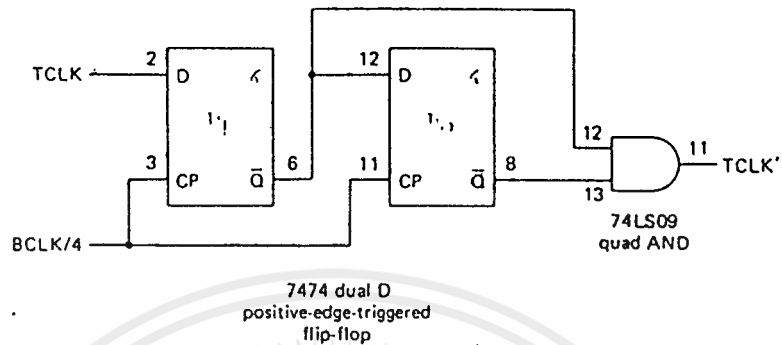 2
12
TCLK
D
D
12
11
TCLK'
3
6
11
8
13
CP
Q̅
CP
Q̅
74LS09
quad AND
BCLK/4
7474 dual D
positive-edge-triggered
flip-flop